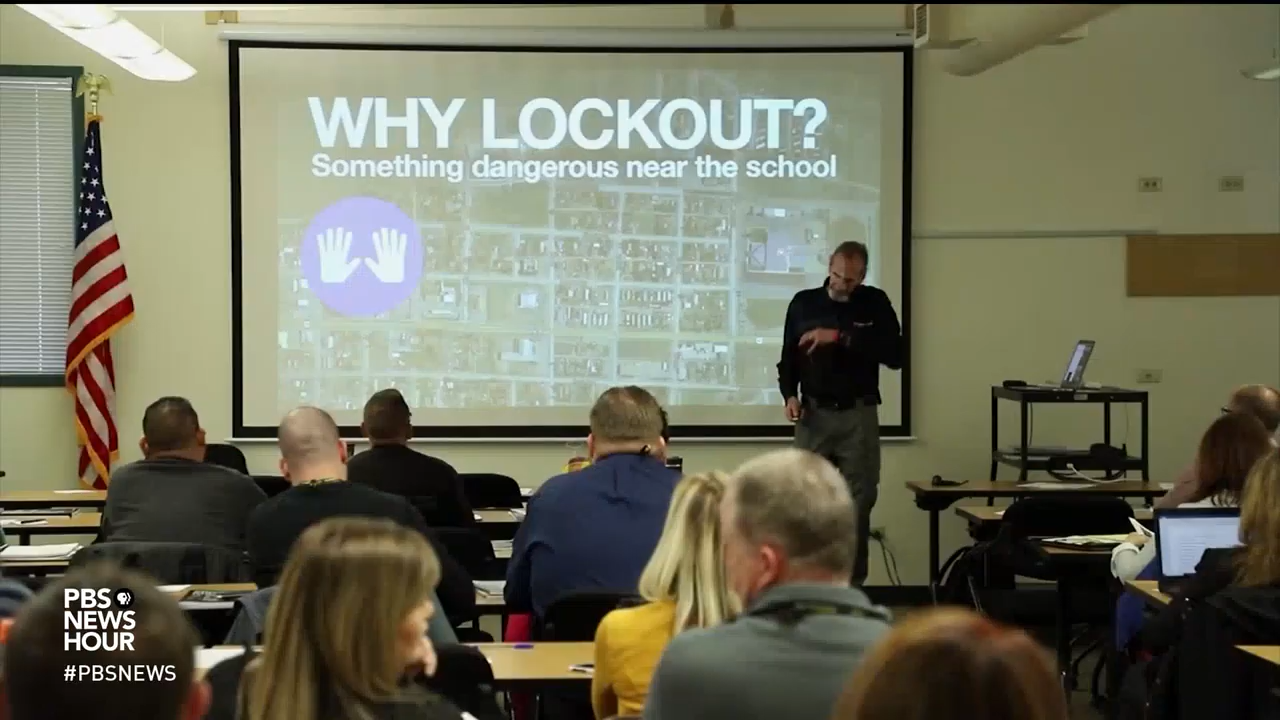 WHY LOCKOUT?
Something dangerous near the school
PBS
NEWS
HOUR
#PBSNEWS